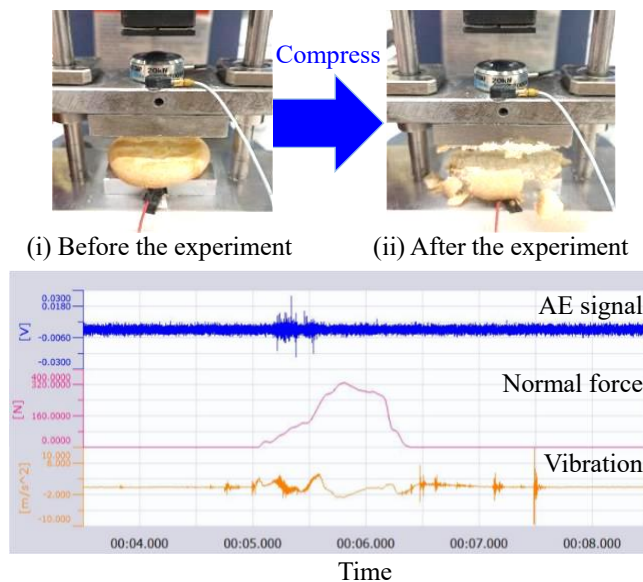 Compress
20kN
20kN
(i) Before the experiment
(ii) After the experiment
AE signal
0.0300
0.0180
[V]
-0.0060
-0.0300
Normal force
400.0000
320.0000
[N]
160.0000
0.0000
Vibration
10.000
6.000
[m/s^2]
-2.000
-10.000
00:04.000 00:05.000 00:06.000 00:07.000 00:08.000
Time